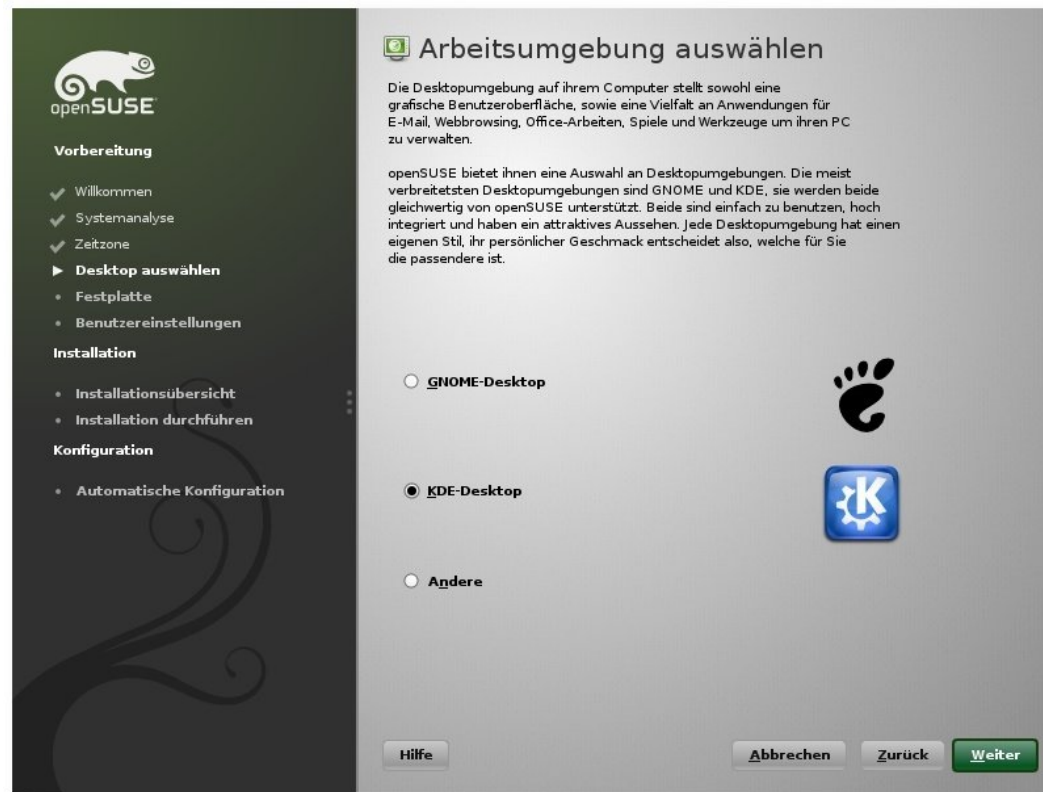 openSUSE
Vorbereitung
Willkommen
Systemanalyse
Zeitzone
Desktop auswählen
Festplatte
Benutzereinstellungen
Installation
Installationsübersicht
Installation durchführen
Konfiguration
Automatische Konfiguration
Arbeitsumgebung auswählen
Die Desktopumgebung auf ihrem Computer stellt sowohl eine
grafische Benutzeroberfläche, sowie eine Vielfalt an Anwendungen für
E-Mail, Webbrowsing, Office-Arbeiten, Spiele und Werkzeuge um ihren PC
zu verwalten.
openSUSE bietet ihnen eine Auswahl an Desktopumgebungen. Die meist
verbreitetsten Desktopumgebungen sind GNOME und KDE, sie werden beide
gleichwertig von openSUSE unterstützt. Beide sind einfach zu benutzen, hoch
integriert und haben ein attraktives Aussehen. Jede Desktopumgebung hat einen
eigenen Stil, ihr persönlicher Geschmack entscheidet also, welche für Sie
die passendere ist.
GNOME-Desktop
KDE-Desktop
Andere
Hilfe
Abbrechen
Zurück
Weiter